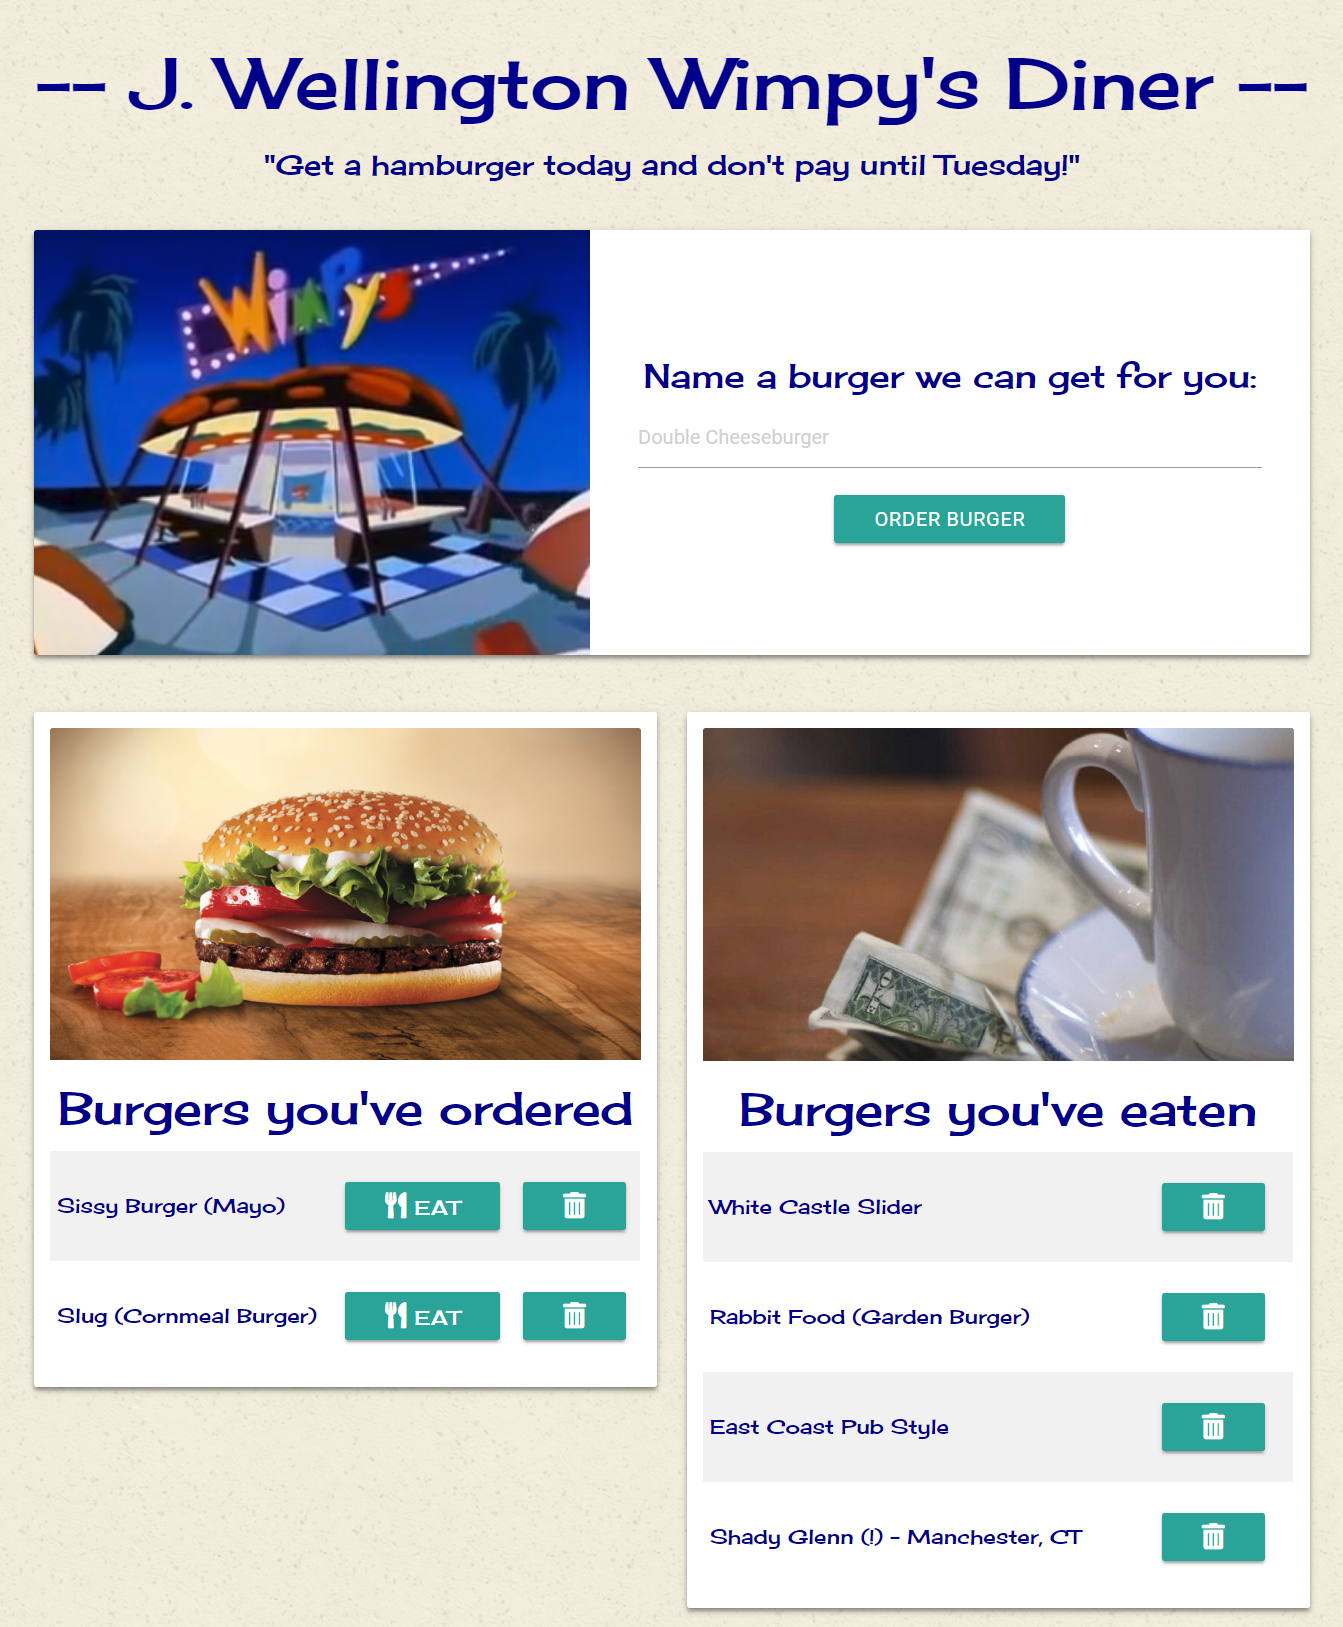 -- J. Wellington Wimpy's Diner --
"Get a hamburger today and don't pay until Tuesday!"
Wimpys
Name a burger we can get for you:
Double Cheeseburger
ORDER BURGER
Burgers you've ordered
Sissy Burger (Mayo)
EAT
Slug (Cornmeal Burger)
EAT
Burgers you've eaten
White Castle Slider
Rabbit Food (Garden Burger)
East Coast Pub Style
Shady Glenn (!) - Manchester, CT